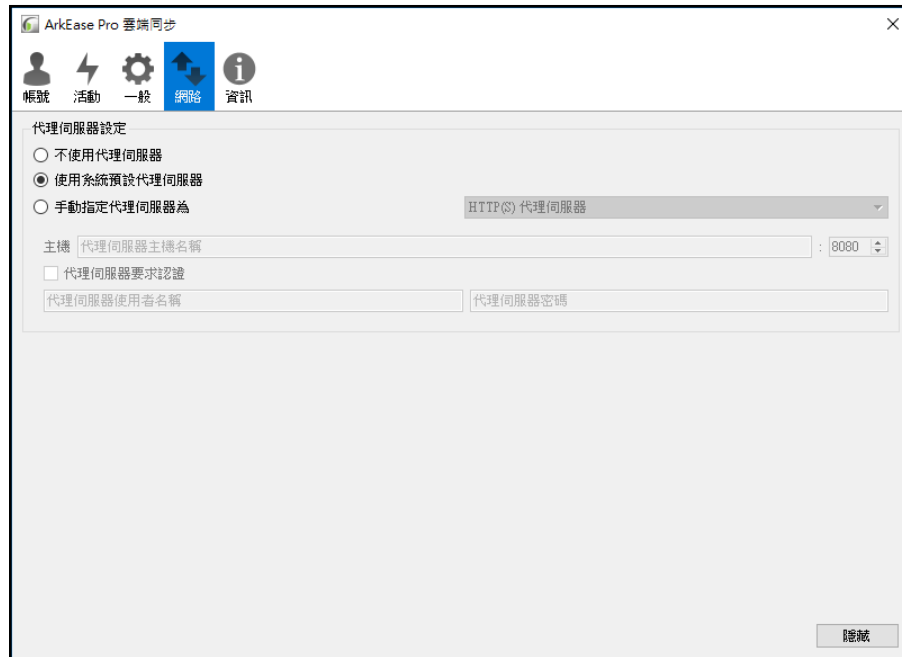 ArkEase Pro 雲端同步
帳號 活動 一般 網路 資訊
代理伺服器設定
不使用代理伺服器
使用系統預設代理伺服器
手動指定代理伺服器為 HTTP(S) 代理伺服器
主機 代理伺服器主機名稱 : 8080
代理伺服器要求認證
代理伺服器使用者名稱 代理伺服器密碼
隱藏